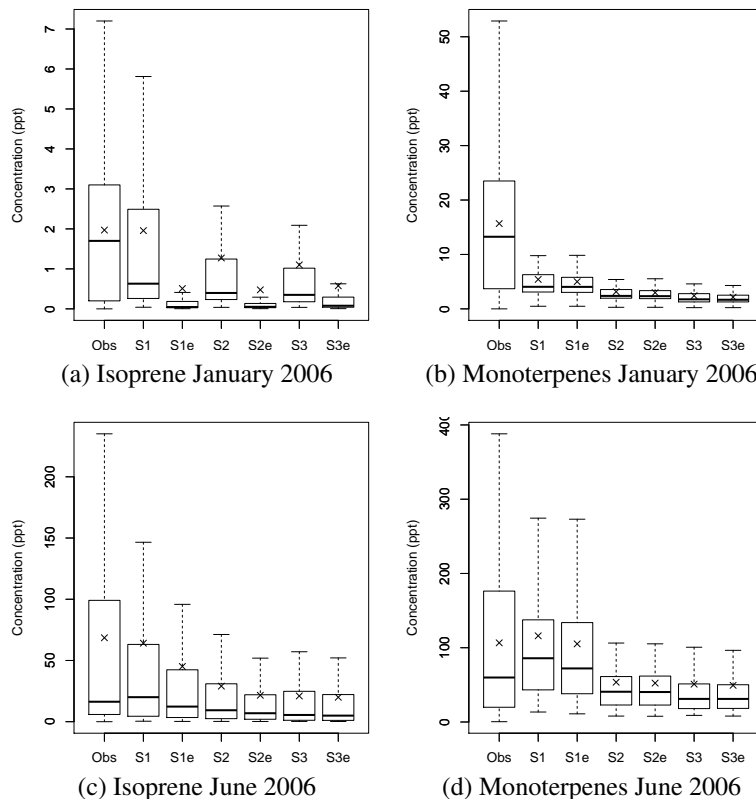 Concentration (ppt)
7
6
5
4
3
2
1
0
Obs S1 S1e S2 S2e S3 S3e
(a) Isoprene January 2006
Concentration (ppt)
50
40
30
20
10
0
Obs S1 S1e S2 S2e S3 S3e
(b) Monoterpenes January 2006
Concentration (ppt)
200
150
100
50
0
Obs S1 S1e S2 S2e S3 S3e
(c) Isoprene June 2006
Concentration (ppt)
400
300
200
100
0
Obs S1 S1e S2 S2e S3 S3e
(d) Monoterpenes June 2006